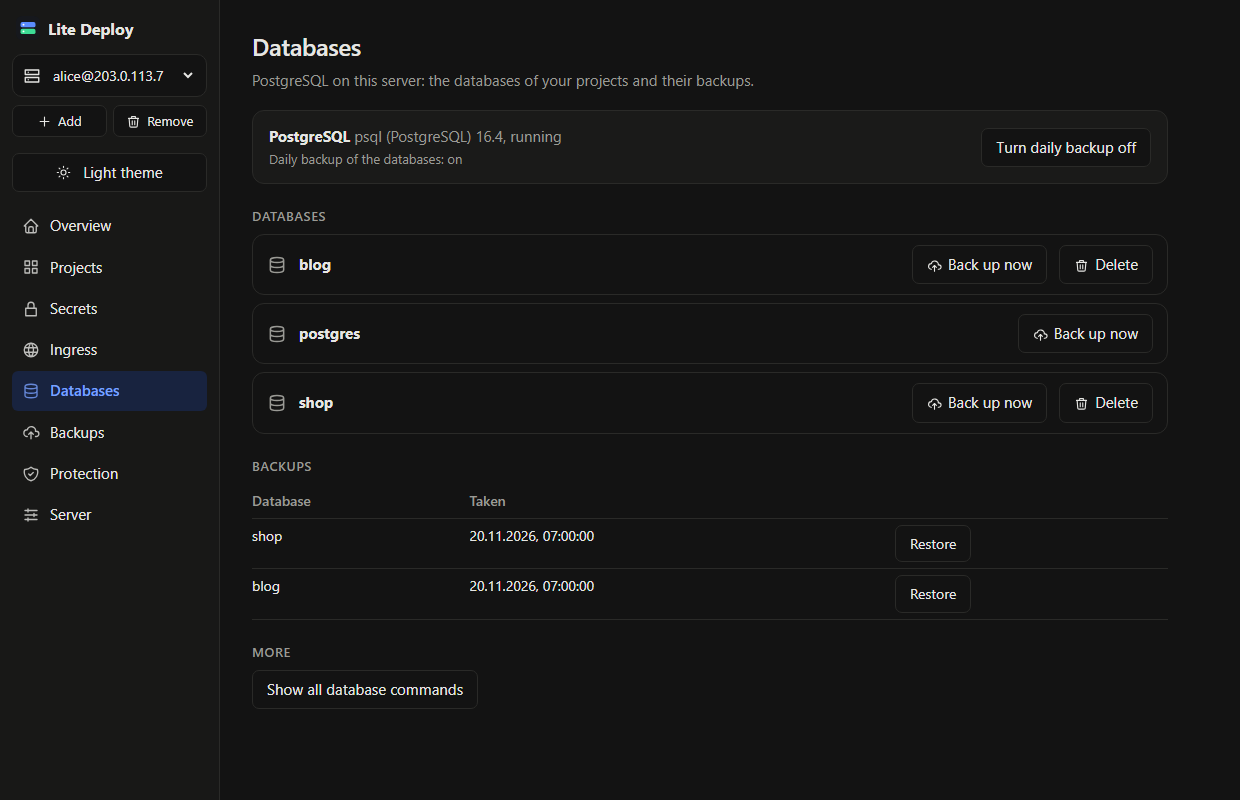 Lite Deploy
alice@203.0.113.7
Add
Remove
Light theme
Overview
Projects
Secrets
Ingress
Databases
Backups
Protection
Server
Databases
PostgreSQL on this server: the databases of your projects and their backups.
PostgreSQL psql (PostgreSQL) 16.4, running
Daily backup of the databases: on
Turn daily backup off
DATABASES
blog Back up now Delete
postgres Back up now
shop Back up now Delete
BACKUPS
Database Taken
shop 20.11.2026, 07:00:00 Restore
blog 20.11.2026, 07:00:00 Restore
MORE
Show all database commands